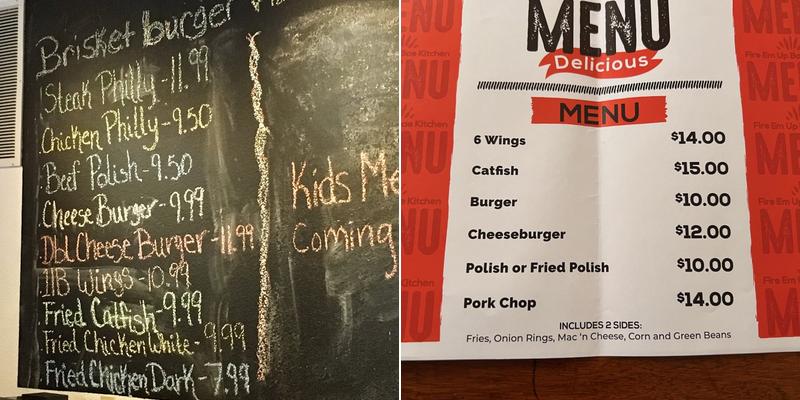 Brisket burger
Steak Philly - 11.99
Chicken Philly - 9.50
Beef Polish - 9.50
Cheese Burger - 9.99
Dbl Cheese Burger - 11.99
1lB Wings - 10.99
Fried Catfish - 9.99
Fried Chicken White - 9.99
Fried Chicken Dark - 7.99
Kids Me
Coming
MENU
Delicious
MENU
6 Wings $14.00
Catfish $15.00
Burger $10.00
Cheeseburger $12.00
Polish or Fried Polish $10.00
Pork Chop $14.00
INCLUDES 2 SIDES:
Fries, Onion Rings, Mac 'n Cheese, Corn and Green Beans